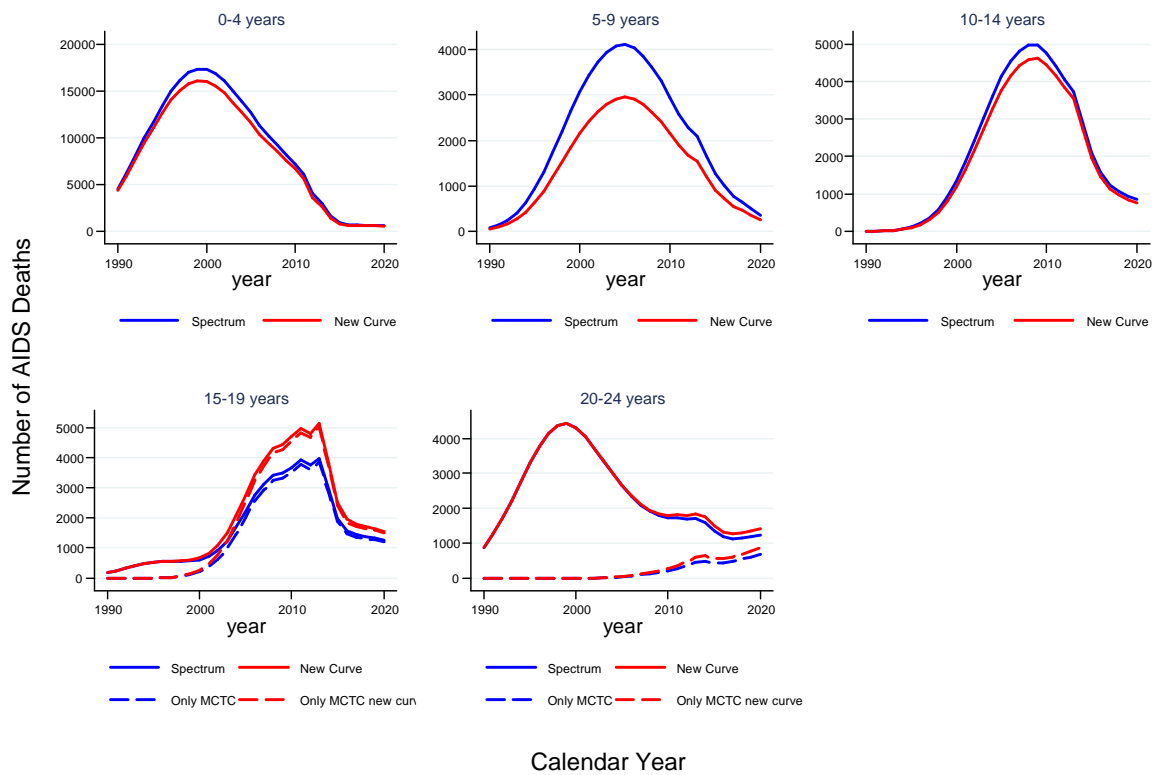 Number of AIDS Deaths
0-4 years
20000
15000
10000
5000
0
1990 2000 2010 2020
year
Spectrum New Curve
5-9 years
4000
3000
2000
1000
0
1990 2000 2010 2020
year
Spectrum New Curve
10-14 years
5000
4000
3000
2000
1000
0
1990 2000 2010 2020
year
Spectrum New Curve
15-19 years
5000
4000
3000
2000
1000
0
1990 2000 2010 2020
year
Spectrum New Curve
Only MCTC Only MCTC new curv
20-24 years
4000
3000
2000
1000
0
1990 2000 2010 2020
year
Spectrum New Curve
Only MCTC Only MCTC new curve
Calendar Year